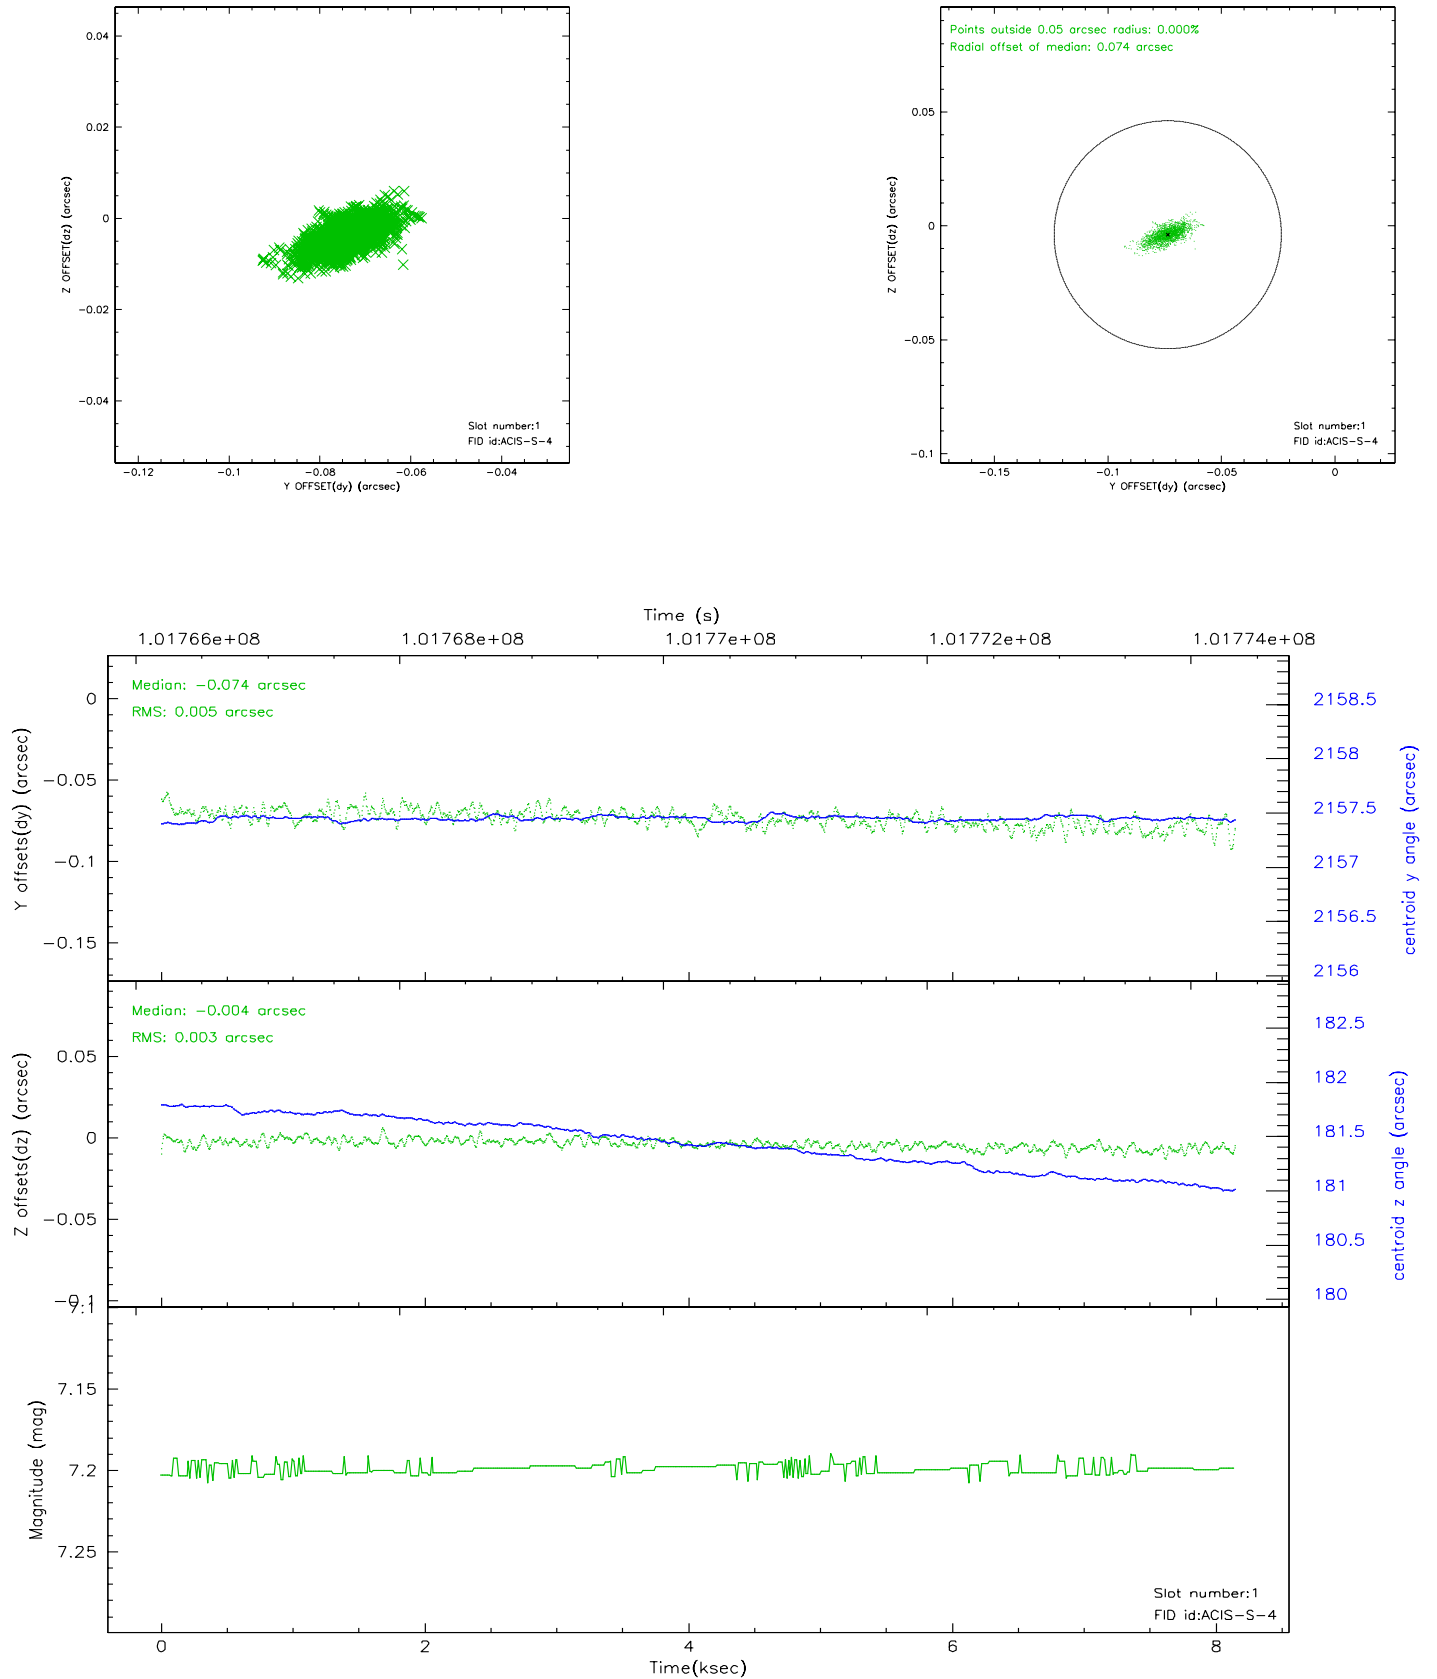 0.04
0.02
0
−0.02
−0.04
Z OFFSET(dz) (arcsec)
Slot number:1
FID id:ACIS−S−4
−0.12 −0.1 −0.08 −0.06 −0.04
Y OFFSET(dy) (arcsec)
Points outside 0.05 arcsec radius: 0.000%
Radial offset of median: 0.074 arcsec
0.05
0
−0.05
−0.1
Z OFFSET(dz) (arcsec)
Slot number:1
FID id:ACIS−S−4
−0.15 −0.1 −0.05 0
Y OFFSET(dy) (arcsec)
Time (s)
1.01766e+08 1.01768e+08 1.0177e+08 1.01772e+08 1.01774e+08
Median: −0.074 arcsec
RMS: 0.005 arcsec
0
−0.05
−0.1
−0.15
Y offsets(dy) (arcsec)
2158.5
2158
2157.5
2157
2156.5
2156
centroid y angle (arcsec)
Median: −0.004 arcsec
RMS: 0.003 arcsec
0.05
0
−0.05
−0.1
Z offsets(dz) (arcsec)
182.5
182
181.5
181
180.5
180
centroid z angle (arcsec)
7.1
7.15
7.2
7.25
Magnitude (mag)
Slot number:1
FID id:ACIS−S−4
0 2 4 6 8
Time(ksec)